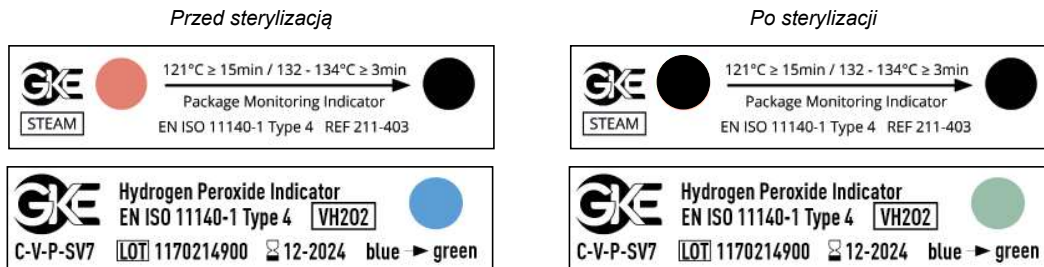 Przed sterylizacją
GKE
121°C ≥ 15min / 132 - 134°C ≥ 3min
Package Monitoring Indicator
STEAM
EN ISO 11140-1 Type 4 REF 211-403
GKE
Hydrogen Peroxide Indicator
EN ISO 11140-1 Type 4 VH2O2
C-V-P-SV7 LOT 1170214900 12-2024 blue → green
Po sterylizacji
GKE
121°C ≥ 15min / 132 - 134°C ≥ 3min
Package Monitoring Indicator
STEAM
EN ISO 11140-1 Type 4 REF 211-403
GKE
Hydrogen Peroxide Indicator
EN ISO 11140-1 Type 4 VH2O2
C-V-P-SV7 LOT 1170214900 12-2024 blue → green